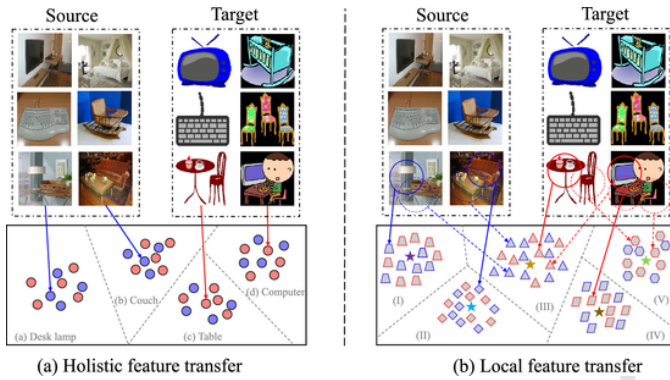 Source
Target
Source
Target
(a) Desk lamp
(b) Couch
(c) Table
(d) Computer
(I)
(II)
(III)
(IV)
(V)
(a) Holistic feature transfer
(b) Local feature transfer